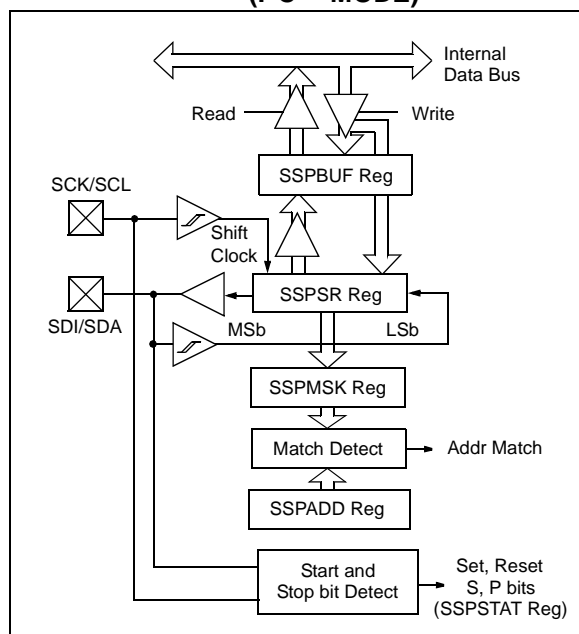 MODE)
Internal
Data Bus
Read
Write
SSPBUF Reg
SCK/SCL
Shift
Clock
SSPSR Reg
SDI/SDA
MSb
LSb
SSPMSK Reg
Match Detect
Addr Match
SSPADD Reg
Start and
Stop bit Detect
Set, Reset
S, P bits
(SSPSTAT Reg)